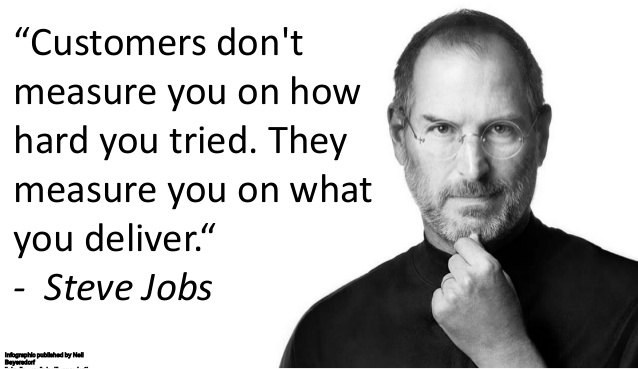 “Customers don't
measure you on how
hard you tried. They
measure you on what
you deliver.“
- Steve Jobs
Infographic published by Neil
Beyersdorf